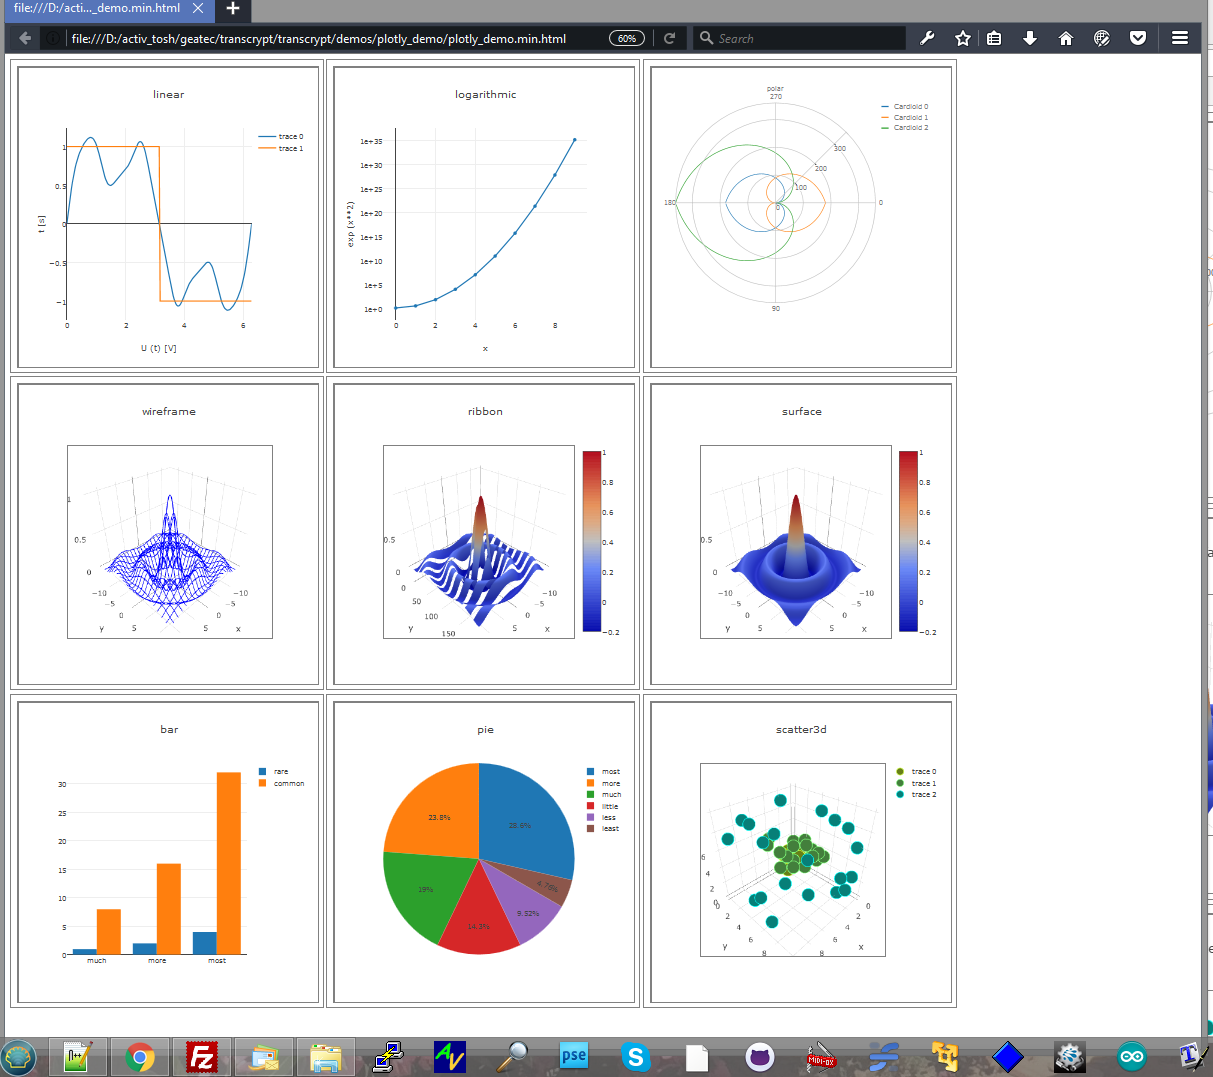 file:///D:/acti..._demo.min.html
file:///D:/activ_tosh/geatec/transcrypt/transcrypt/demos/plotly_demo/plotly_demo.min.html
60%
Search
linear
trace 0
trace 1
1
0.5
0
−0.5
−1
t [s]
0 2 4 6
U (t) [V]
logarithmic
1e+35
1e+30
1e+25
1e+20
1e+15
1e+10
1e+5
1e+0
exp (x**2)
0 2 4 6 8
x
polar
270
Cardioid 0
Cardioid 1
Cardioid 2
300
200
100
180
0
0
90
wireframe
1
0.5
0
−10
−5
0
5
y
−10
−5
0
5
x
ribbon
0.5
0
0
50
100
150
y
−10
−5
0
5
x
1
0.8
0.6
0.4
0.2
0
−0.2
surface
0.5
0
−10
−5
0
5
y
−10
−5
0
5
x
1
0.8
0.6
0.4
0.2
0
−0.2
bar
rare
common
30
25
20
15
10
5
0
much more most
pie
most
more
much
little
less
least
23.8%
28.6%
19%
4.76%
9.52%
14.3%
scatter3d
trace 0
trace 1
trace 2
6
4
2
0
0
2
4
6
8
y
0
2
4
6
8
x
n++
Fz
AV
pse
S
MIDI-OX
T